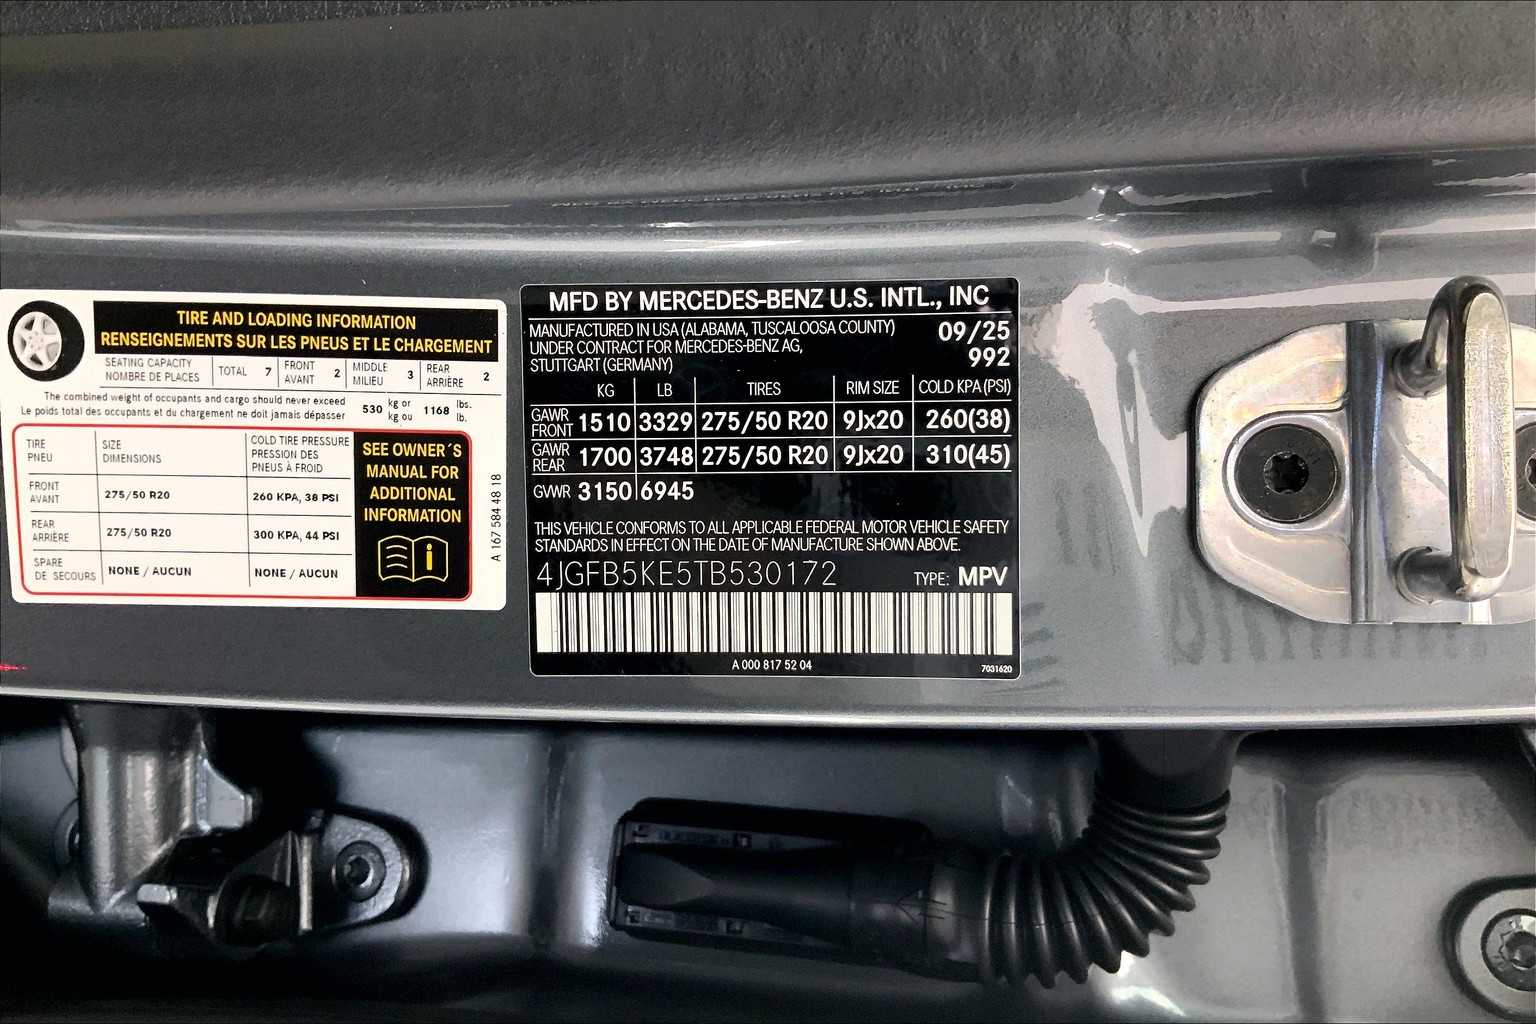 TIRE AND LOADING INFORMATION
RENSEIGNEMENTS SUR LES PNEUS ET LE CHARGEMENT
SEATING CAPACITY
NOMBRE DE PLACES
TOTAL 7
FRONT
AVANT 2
MIDDLE
MILIEU 3
REAR
ARRIÈRE 2
The combined weight of occupants and cargo should never exceed
Le poids total des occupants et du chargement ne doit jamais dépasser
530 kg or
kg ou
1168 lbs.
lb.
TIRE
PNEU
SIZE
DIMENSIONS
COLD TIRE PRESSURE
PRESSION DES
PNEUS À FROID
FRONT
AVANT
275/50 R20
260 KPA, 38 PSI
REAR
ARRIÈRE
275/50 R20
300 KPA, 44 PSI
SPARE
DE SECOURS
NONE / AUCUN
NONE / AUCUN
SEE OWNER´S
MANUAL FOR
ADDITIONAL
INFORMATION
A 167 584 48 18
MFD BY MERCEDES-BENZ U.S. INTL., INC
MANUFACTURED IN USA (ALABAMA, TUSCALOOSA COUNTY)
UNDER CONTRACT FOR MERCEDES-BENZ AG,
STUTTGART (GERMANY)
09/25
992
KG LB TIRES RIM SIZE COLD KPA (PSI)
GAWR
FRONT 1510 3329 275/50 R20 9Jx20 260(38)
GAWR
REAR 1700 3748 275/50 R20 9Jx20 310(45)
GVWR 3150 6945
THIS VEHICLE CONFORMS TO ALL APPLICABLE FEDERAL MOTOR VEHICLE SAFETY
STANDARDS IN EFFECT ON THE DATE OF MANUFACTURE SHOWN ABOVE.
4JGFB5KE5TB530172 TYPE: MPV
A 000 817 52 04
7031620